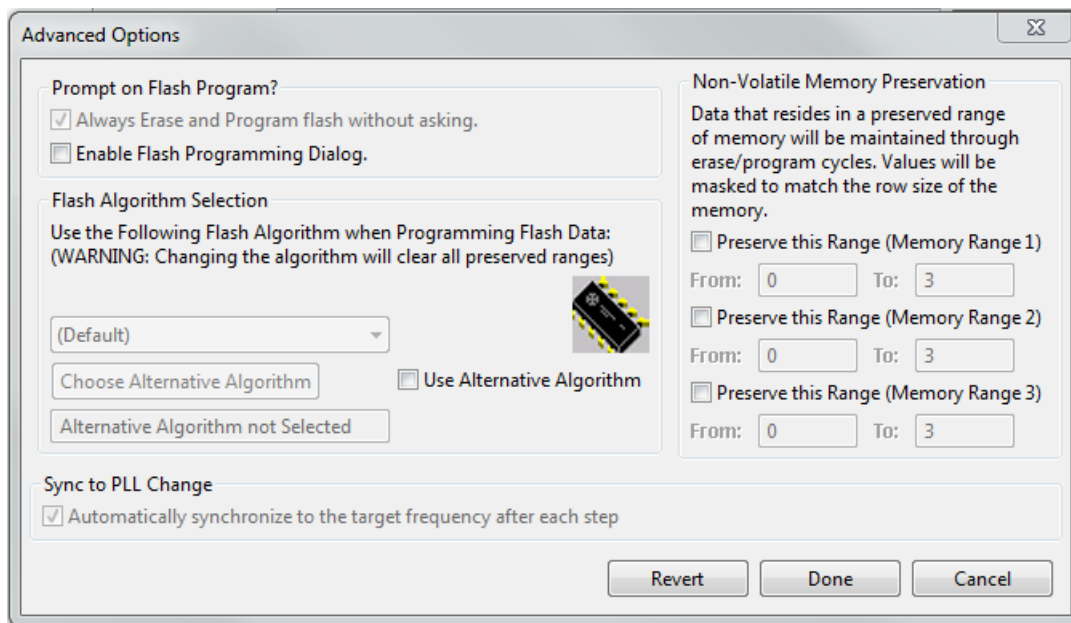 Advanced Options
Prompt on Flash Program?
Always Erase and Program flash without asking.
Enable Flash Programming Dialog.
Flash Algorithm Selection
Use the Following Flash Algorithm when Programming Flash Data:
(WARNING: Changing the algorithm will clear all preserved ranges)
(Default)
Choose Alternative Algorithm
Use Alternative Algorithm
Alternative Algorithm not Selected
Non-Volatile Memory Preservation
Data that resides in a preserved range
of memory will be maintained through
erase/program cycles. Values will be
masked to match the row size of the
memory.
Preserve this Range (Memory Range 1)
From: 0 To: 3
Preserve this Range (Memory Range 2)
From: 0 To: 3
Preserve this Range (Memory Range 3)
From: 0 To: 3
Sync to PLL Change
Automatically synchronize to the target frequency after each step
Revert Done Cancel